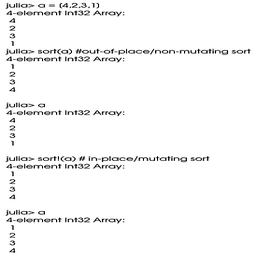 julia> a = [4,2,3,1]
4-element Int32 Array:
4
2
3
1
julia> sort(a) #out-of-place/non-mutating sort
4-element Int32 Array:
1
2
3
4
julia> a
4-element Int32 Array:
4
2
3
1
julia> sort!(a) # in-place/mutating sort
4-element Int32 Array:
1
2
3
4
julia> a
4-element Int32 Array:
1
2
3
4